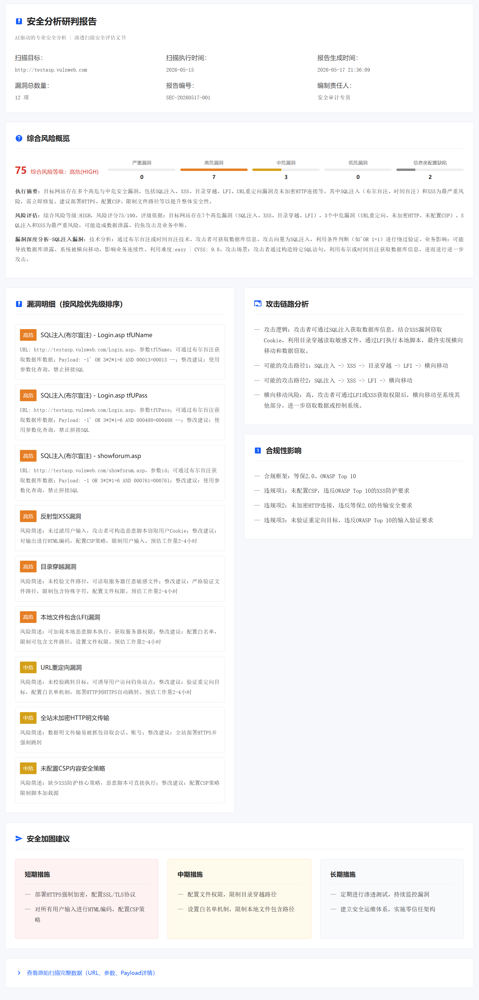 安全分析研判报告
AI驱动的专业安全分析 | 渗透扫描安全评估文书
扫描目标：
http://testasp.vulnweb.com
扫描执行时间：
2026-05-15
报告生成时间：
2026-05-17 21:36:09
漏洞总数量：
12 项
报告编号：
SEC-20260517-001
编制责任人：
安全审计专员
综合风险概览
75 综合风险等级：高危(HIGH)
严重漏洞
0
高危漏洞
7
中危漏洞
3
低危漏洞
0
信息类配置缺陷
2
执行摘要：目标网站存在多个高危与中危安全漏洞，包括SQL注入、XSS、目录穿越、LFI、URL重定向漏洞及未加密HTTP连接等。其中SQL注入（布尔盲注、时间盲注）和XSS为最严重风
险，需立即修复。建议部署HTTPS、配置CSP、限制文件路径等以提升整体安全性。
风险评估：综合风险等级:HIGH，风险评分75/100。评级依据：目标网站存在7个高危漏洞（SQL注入、XSS、目录穿越、LFI），3个中危漏洞（URL重定向、未加密HTTP、未配置CSP）。S
QL注入和XSS为最严重风险，可能造成数据泄露、钓鱼攻击及业务中断。
漏洞深度分析-SQL注入漏洞：技术分析：通过布尔盲注或时间盲注技术，攻击者可获取数据库信息。攻击向量为SQL注入，利用条件判断（如'OR 1=1）进行绕过验证。业务影响：可能
导致数据库泄露、系统被横向移动，影响业务连续性。利用难度:easy | CVSS: 9.8。攻击场景：攻击者通过构造特定SQL语句，利用布尔或时间盲注获取数据库信息，进而进行进一步
攻击。
漏洞明细（按风险优先级排序）
高危 SQL注入(布尔盲注) - Login.asp tfUName
URL: http://testasp.vulnweb.com/Login.asp，参数tfUName；可通过布尔盲注获
取数据库数据；Payload: -1' OR 3*2*1=6 AND 00013=00013 --；整改建议：使用
参数化查询，禁止拼接SQL
高危 SQL注入(布尔盲注) - Login.asp tfUPass
URL: http://testasp.vulnweb.com/Login.asp，参数tfUPass；可通过布尔盲注获
取数据库数据；Payload: -1' OR 3*2*1=6 AND 000498=000498 --；整改建议：使
用参数化查询，禁止拼接SQL
高危 SQL注入(布尔盲注) - showforum.asp
URL: http://testasp.vulnweb.com/showforum.asp，参数id；可通过布尔盲注获
取数据库数据；Payload: -1 OR 3*2*1=6 AND 000761=000761；整改建议：使用参
数化查询，禁止拼接SQL
高危 反射型XSS漏洞
风险简述：未过滤用户输入，攻击者可构造恶意脚本窃取用户Cookie；整改建议：
对输出进行HTML编码，配置CSP策略，限制用户输入。预估工作量2-4小时
高危 目录穿越漏洞
风险简述：未校验文件路径，可读取服务器任意敏感文件；整改建议：严格验证文
件路径，限制包含特殊字符，配置文件权限。预估工作量2-4小时
高危 本地文件包含(LFI)漏洞
风险简述：可加载本地恶意脚本执行，获取服务器权限；整改建议：配置白名单，
限制可包含文件路径，设置文件权限。预估工作量2-4小时
中危 URL重定向漏洞
风险简述：未校验跳转目标，可诱导用户访问钓鱼站点；整改建议：验证重定向目
标，配置白名单机制，部署HTTP到HTTPS自动跳转。预估工作量2-4小时
中危 全站未加密HTTP明文传输
风险简述：数据明文传输易被抓包窃取会话、账号；整改建议：全站部署HTTPS并
强制跳转
中危 未配置CSP内容安全策略
风险简述：缺少XSS防护核心策略，恶意脚本可直接执行；整改建议：配置CSP策略
限制脚本加载源
攻击链路分析
— 攻击逻辑：攻击者可通过SQL注入获取数据库信息，结合XSS漏洞窃取
Cookie，利用目录穿越读取敏感文件，通过LFI执行本地脚本，最终实现横向
移动和数据窃取。
— 可能的攻击路径1：SQL注入 -> XSS -> 目录穿越 -> LFI -> 横向移动
— 可能的攻击路径2：SQL注入 -> XSS -> LFI -> 横向移动
— 横向移动风险：高，攻击者可通过LFI或XSS获取权限后，横向移动至系统其
他部分，进一步窃取数据或控制系统。
合规性影响
— 合规框架：等保2.0、OWASP Top 10
— 违规项1：未配置CSP，违反OWASP Top 10的XSS防护要求
— 违规项2：未加密HTTP连接，违反等保2.0的传输安全要求
— 违规项3：未验证重定向目标，违反OWASP Top 10的输入验证要求
安全加固建议
短期措施
— 部署HTTPS强制加密，配置SSL/TLS协议
— 对所有用户输入进行HTML编码，配置CSP策
略
中期措施
— 配置文件权限，限制目录穿越路径
— 设置白名单机制，限制本地文件包含路径
长期措施
— 定期进行渗透测试，持续监控漏洞
— 建立安全运维体系，实施零信任架构
查看原始扫描完整数据（URL、参数、Payload详情）